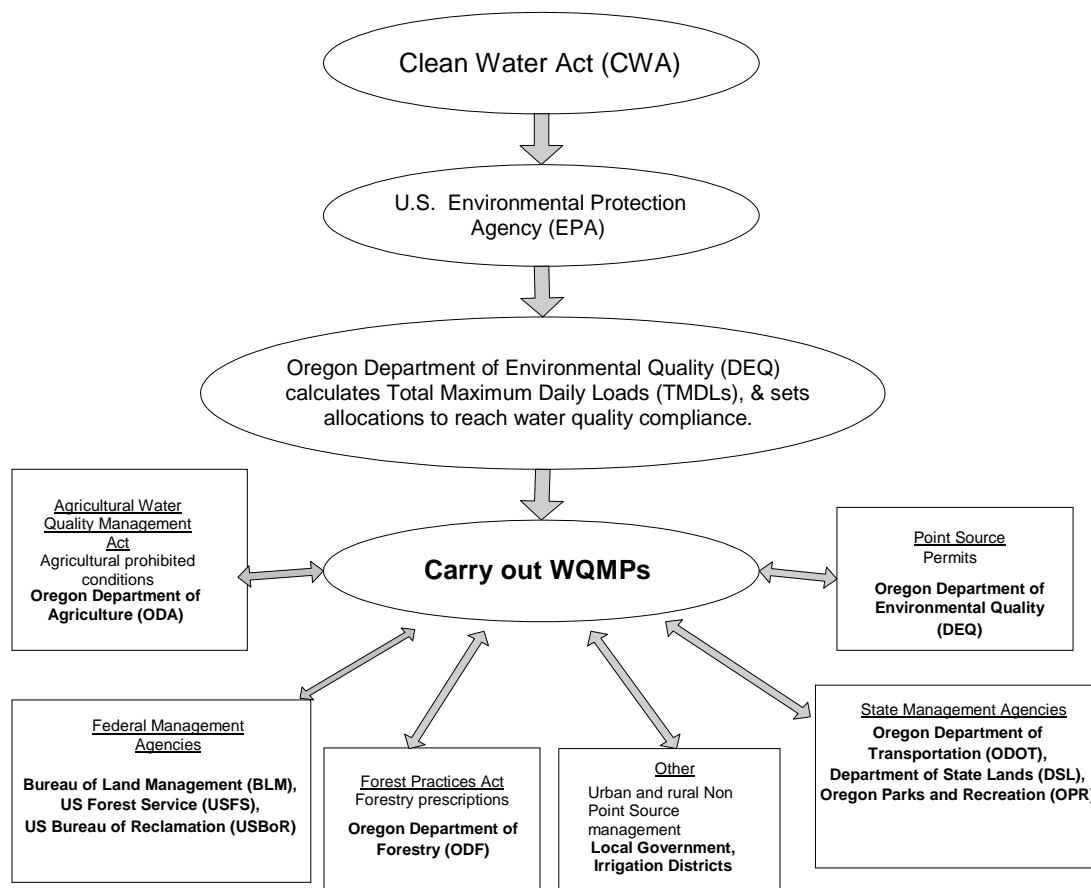 Clean Water Act (CWA)
U.S. Environmental Protection
Agency (EPA)
Oregon Department of Environmental Quality (DEQ)
calculates Total Maximum Daily Loads (TMDLs), & sets
allocations to reach water quality compliance.
Agricultural Water
Quality Management
Act
Agricultural prohibited
conditions
Oregon Department of
Agriculture (ODA)
Carry out WQMPs
Point Source
Permits
Oregon Department of
Environmental Quality
(DEQ)
Federal Management
Agencies
Bureau of Land Management (BLM),
US Forest Service (USFS),
US Bureau of Reclamation (USBoR)
Forest Practices Act
Forestry prescriptions
Oregon Department of
Forestry (ODF)
Other
Urban and rural Non
Point Source
management
Local Government,
Irrigation Districts
State Management Agencies
Oregon Department of
Transportation (ODOT),
Department of State Lands (DSL),
Oregon Parks and Recreation (OPR)